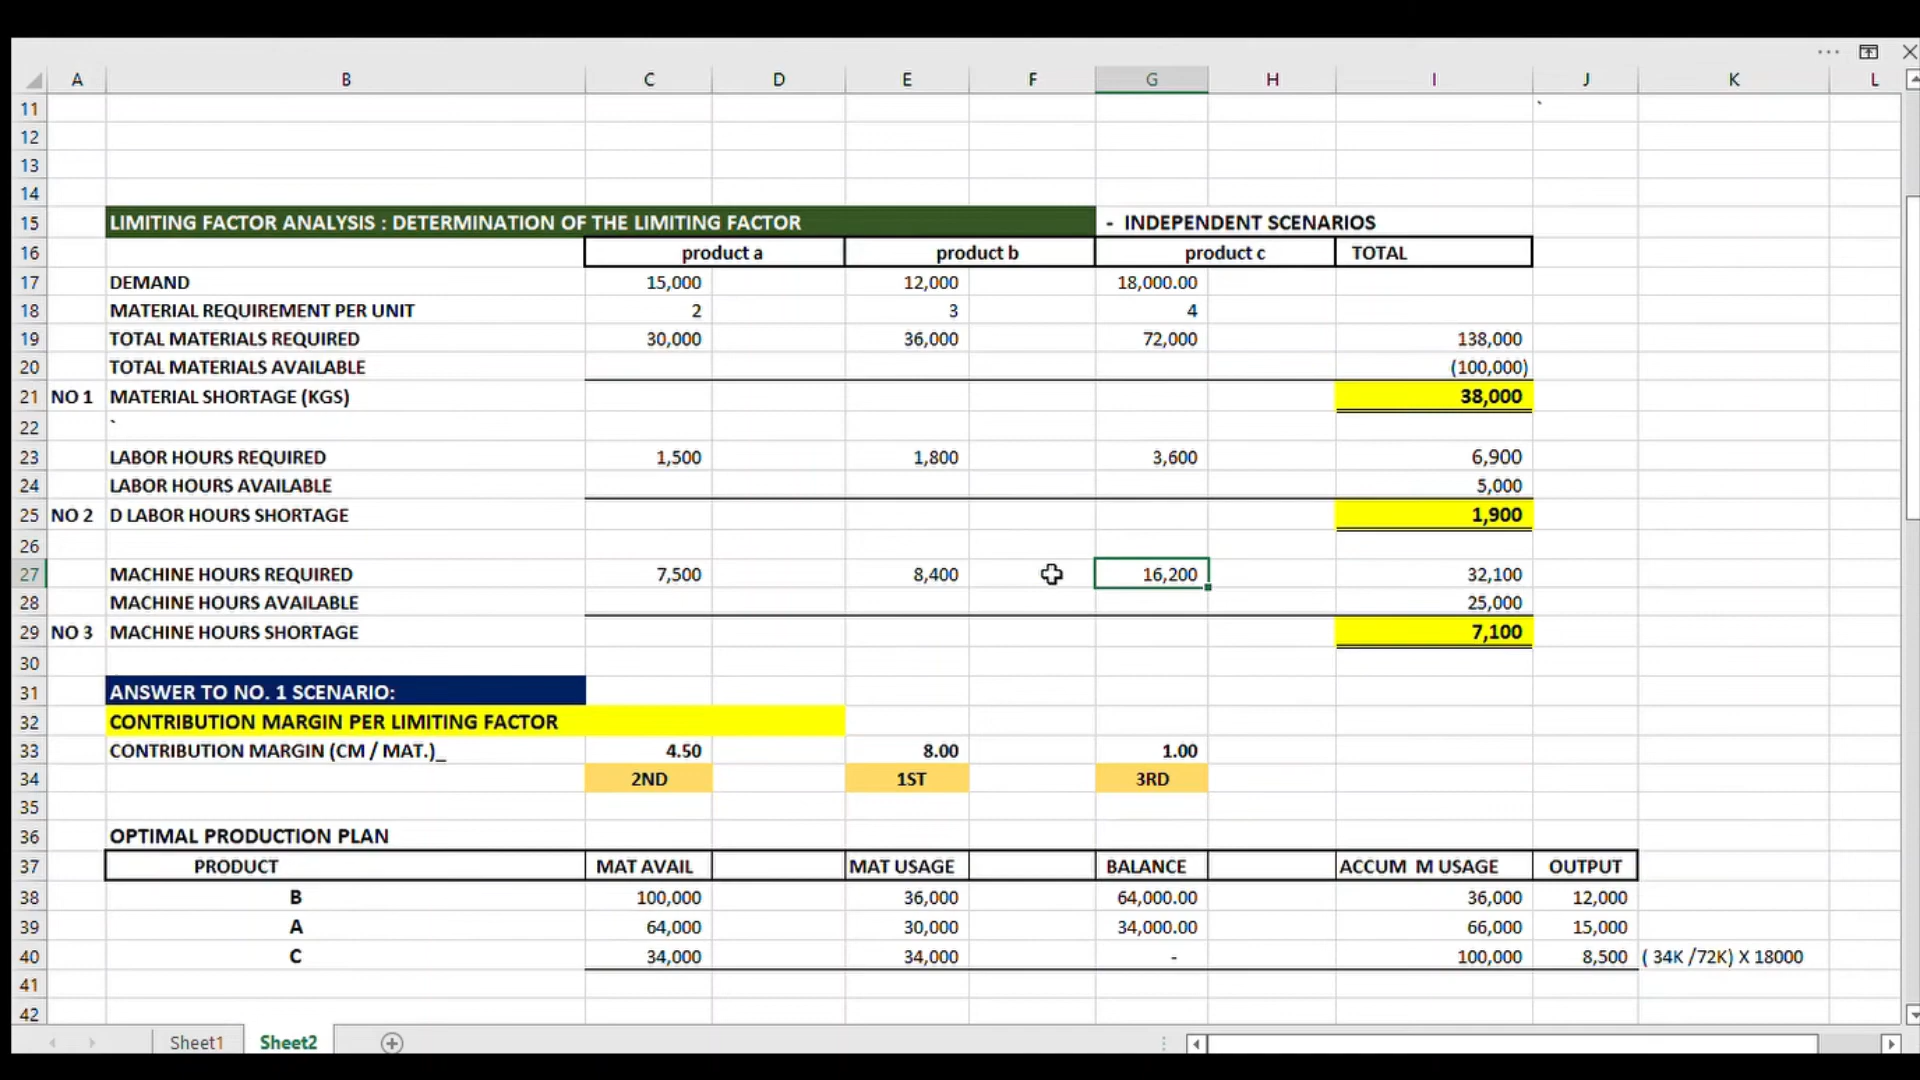 A B C D E F G H I J K L
11 `
12
13
14
15 LIMITING FACTOR ANALYSIS : DETERMINATION OF THE LIMITING FACTOR - INDEPENDENT SCENARIOS
16 product a product b product c TOTAL
17 DEMAND 15,000 12,000 18,000.00
18 MATERIAL REQUIREMENT PER UNIT 2 3 4
19 TOTAL MATERIALS REQUIRED 30,000 36,000 72,000 138,000
20 TOTAL MATERIALS AVAILABLE (100,000)
21 NO 1 MATERIAL SHORTAGE (KGS) 38,000
22 `
23 LABOR HOURS REQUIRED 1,500 1,800 3,600 6,900
24 LABOR HOURS AVAILABLE 5,000
25 NO 2 D LABOR HOURS SHORTAGE 1,900
26
27 MACHINE HOURS REQUIRED 7,500 8,400 16,200 32,100
28 MACHINE HOURS AVAILABLE 25,000
29 NO 3 MACHINE HOURS SHORTAGE 7,100
30
31 ANSWER TO NO. 1 SCENARIO:
32 CONTRIBUTION MARGIN PER LIMITING FACTOR
33 CONTRIBUTION MARGIN (CM / MAT.)_ 4.50 8.00 1.00
34 2ND 1ST 3RD
35
36 OPTIMAL PRODUCTION PLAN
37 PRODUCT MAT AVAIL MAT USAGE BALANCE ACCUM M USAGE OUTPUT
38 B 100,000 36,000 64,000.00 36,000 12,000
39 A 64,000 30,000 34,000.00 66,000 15,000
40 C 34,000 34,000 - 100,000 8,500 ( 34K /72K) X 18000
41
42
Sheet1 Sheet2